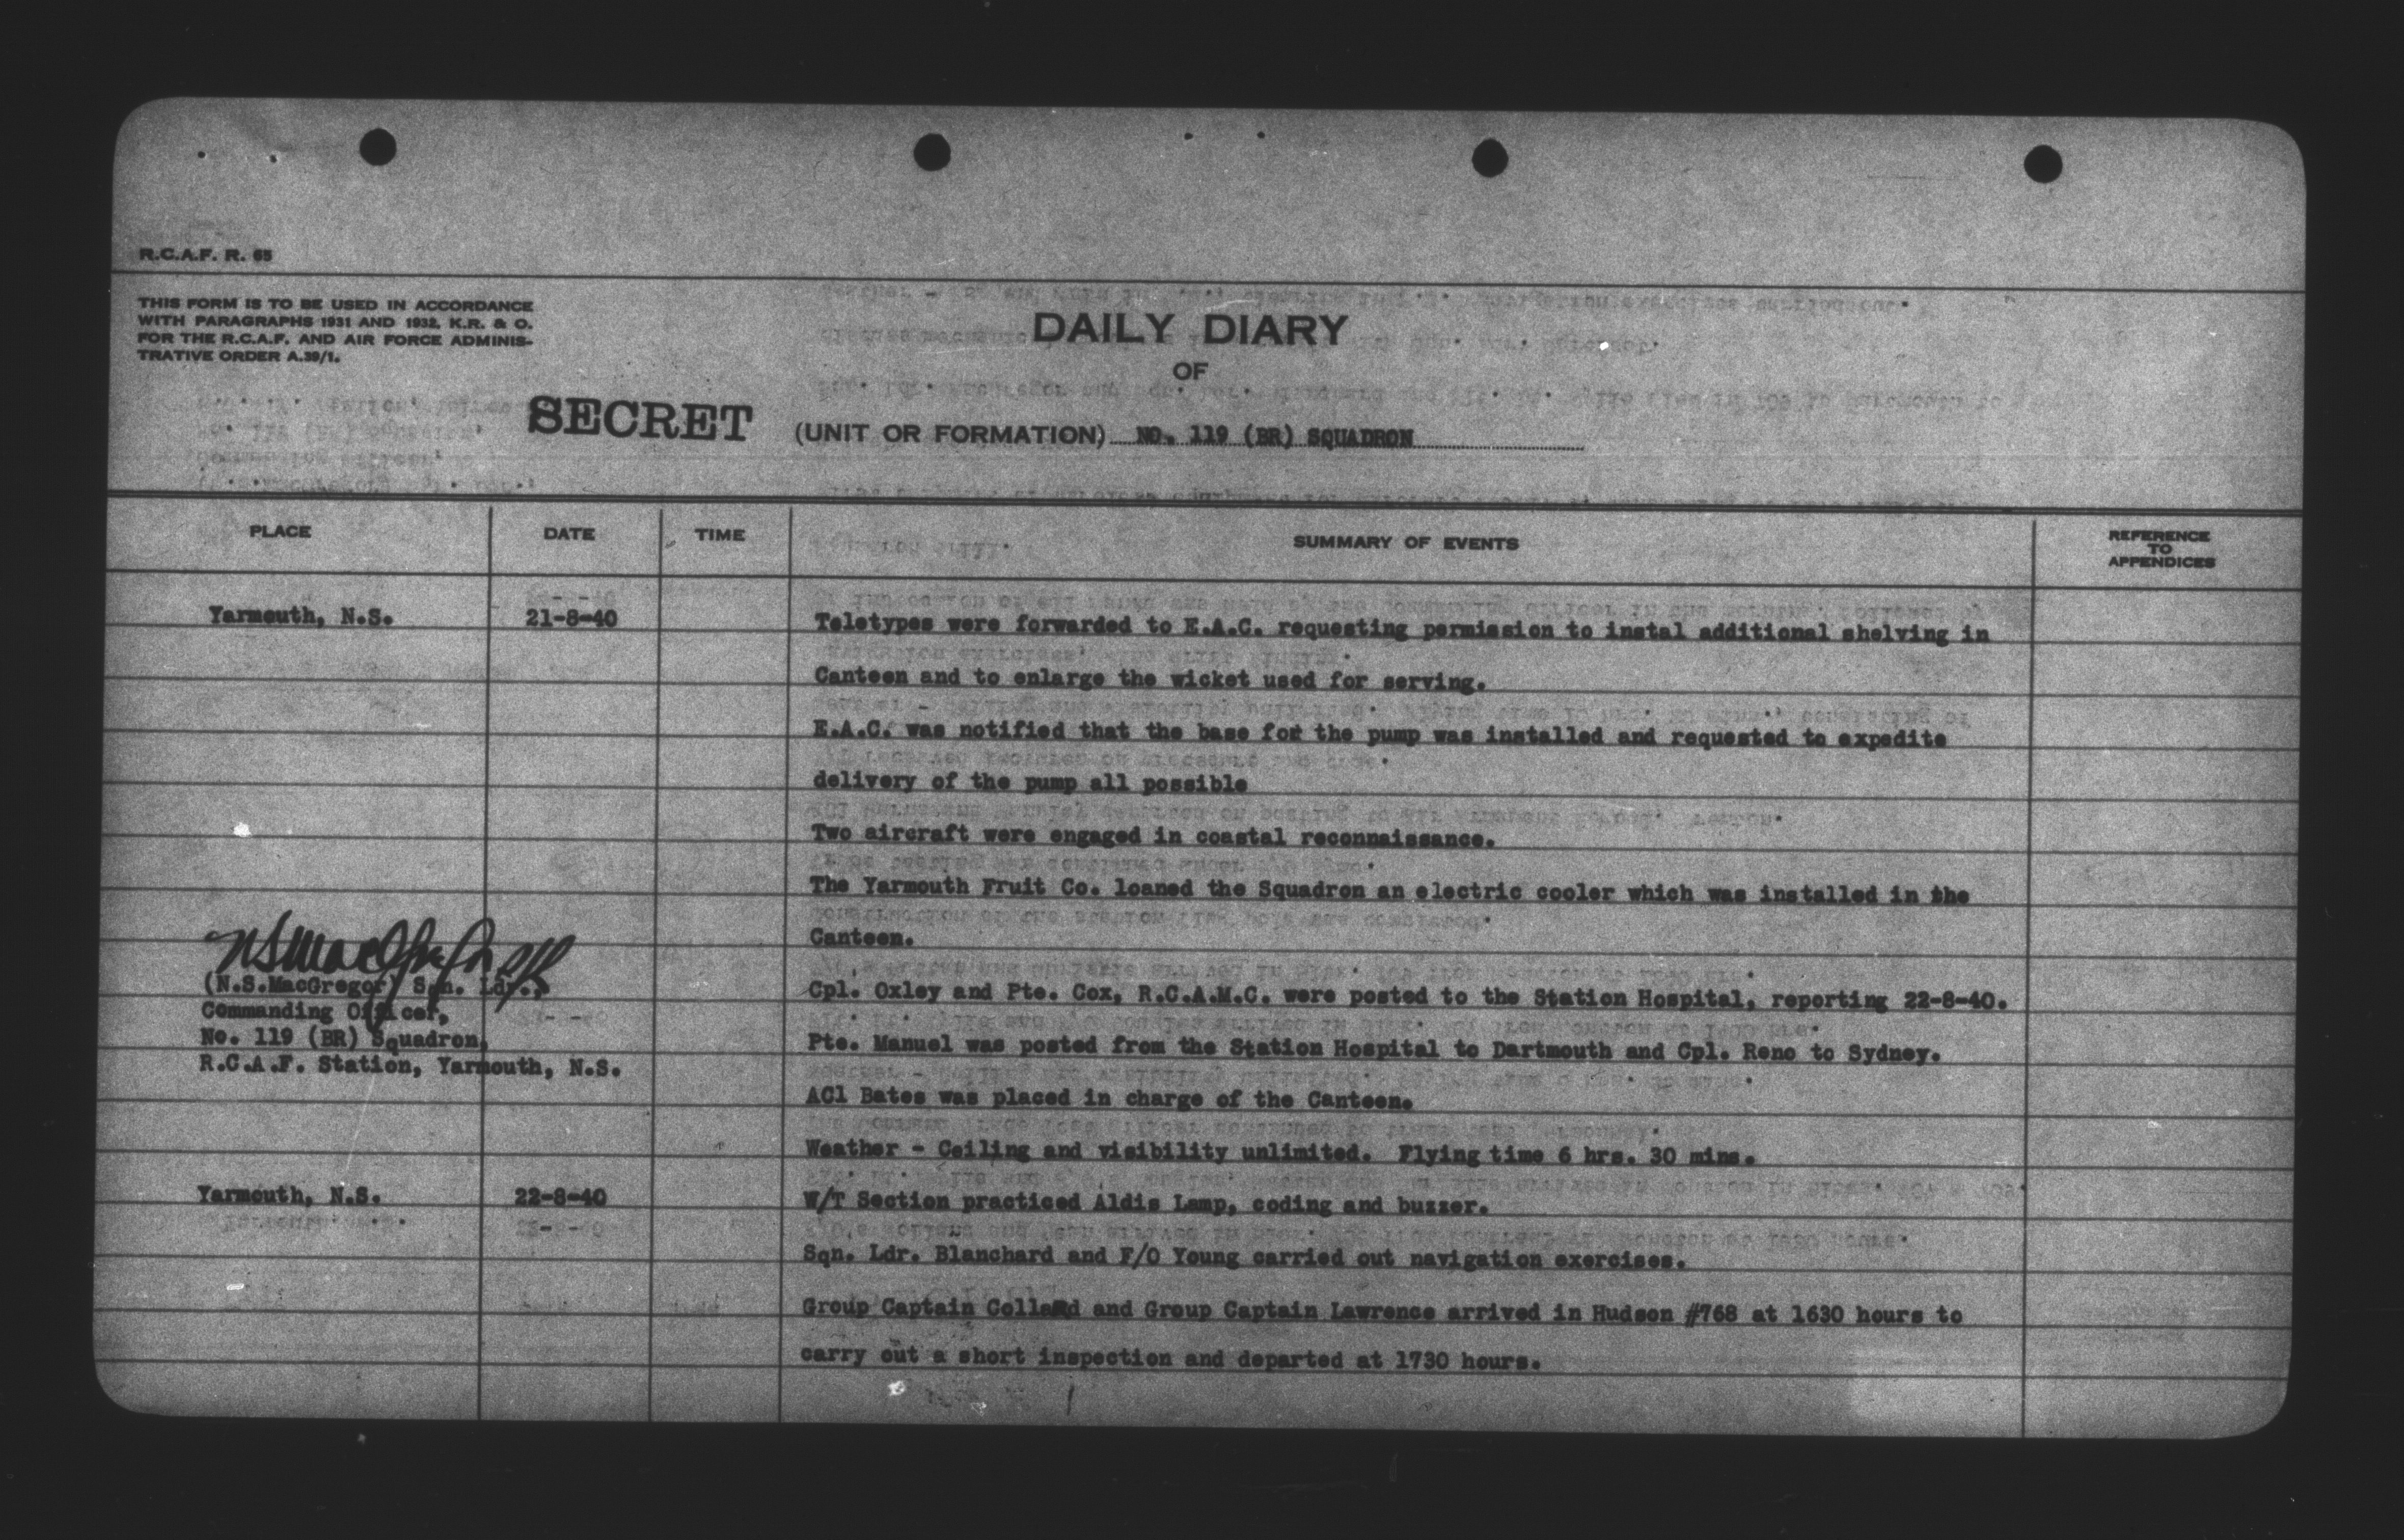 R.C.A.F. R. 65
THIS FORM IS TO BE USED IN ACCORDANCE
WITH PARAGRAPHS 1931 AND 1932, K.R. & O.
FOR THE R.C.A.F. AND AIR FORCE ADMINIS-
TRATIVE ORDER A.39/1.
DAILY DIARY
OF
SECRET (UNIT OR FORMATION) NO. 119 (BR) SQUADRON
PLACE DATE TIME SUMMARY OF EVENTS REFERENCE TO APPENDICES
Yarmouth, N.S. 21-8-40 Teletypes were forwarded to E.A.C. requesting permission to instal additional shelving in
Canteen and to enlarge the wicket used for serving.
E.A.C. was notified that the base for the pump was installed and requested to expedite
delivery of the pump all possible
Two aircraft were engaged in coastal reconnaissance.
The Yarmouth Fruit Co. loaned the Squadron an electric cooler which was installed in the
Canteen.
NSMacGregor
(N.S.MacGregor) Sqn. Ldr.,
Commanding Officer,
No. 119 (BR) Squadron,
R.C.A.F. Station, Yarmouth, N.S.
Cpl. Oxley and Pte. Cox, R.C.A.M.C. were posted to the Station Hospital, reporting 22-8-40.
Pte. Manuel was posted from the Station Hospital to Dartmouth and Cpl. Reno to Sydney.
AC1 Bates was placed in charge of the Canteen.
Weather - Ceiling and visibility unlimited. Flying time 6 hrs. 30 mins.
Yarmouth, N.S. 22-8-40 W/T Section practiced Aldis Lamp, coding and buzzer.
Sqn. Ldr. Blanchard and F/O Young carried out navigation exercises.
Group Captain Collard and Group Captain Lawrence arrived in Hudson #768 at 1630 hours to
carry out a short inspection and departed at 1730 hours.